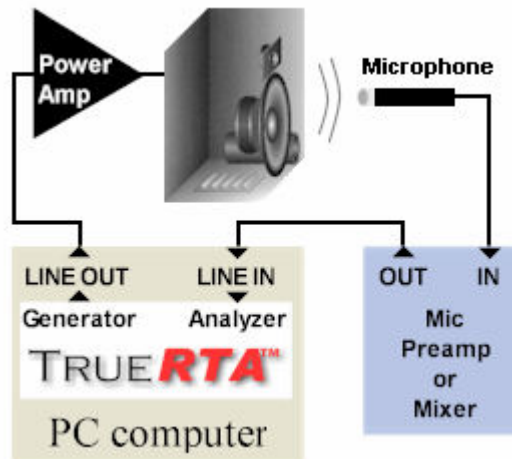 Power
Amp
Microphone
LINE OUT
LINE IN
OUT
IN
Generator
Analyzer
TRUERTA™
PC computer
Mic
Preamp
or
Mixer